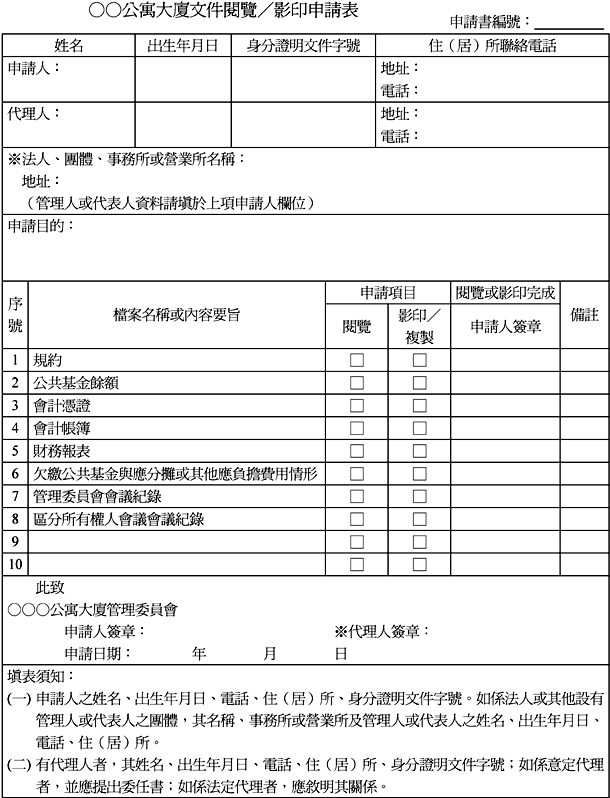 ○○公寓大廈文件閱覽／影印申請表
申請書編號：
姓名 出生年月日 身分證明文件字號 住（居）所聯絡電話
申請人： 地址：
電話：
代理人： 地址：
電話：
※法人、團體、事務所或營業所名稱：
地址：
（管理人或代表人資料請填於上項申請人欄位）
申請目的：
序號 檔案名稱或內容要旨 申請項目 閱覽或影印完成 備註
閱覽 影印／複製 申請人簽章
1 規約 □ □
2 公共基金餘額 □ □
3 會計憑證 □ □
4 會計帳簿 □ □
5 財務報表 □ □
6 欠繳公共基金與應分攤或其他應負擔費用情形 □ □
7 管理委員會會議紀錄 □ □
8 區分所有權人會議會議紀錄 □ □
9 □ □
10 □ □
此致
○○○公寓大廈管理委員會
申請人簽章： ※代理人簽章：
申請日期： 年 月 日
填表須知：
(一) 申請人之姓名、出生年月日、電話、住（居）所、身分證明文件字號。如係法人或其他設有
管理人或代表人之團體，其名稱、事務所或營業所及管理人或代表人之姓名、出生年月日、
電話、住（居）所。
(二) 有代理人者，其姓名、出生年月日、電話、住（居）所、身分證明文件字號；如係意定代理
者，並應提出委任書；如係法定代理者，應敘明其關係。